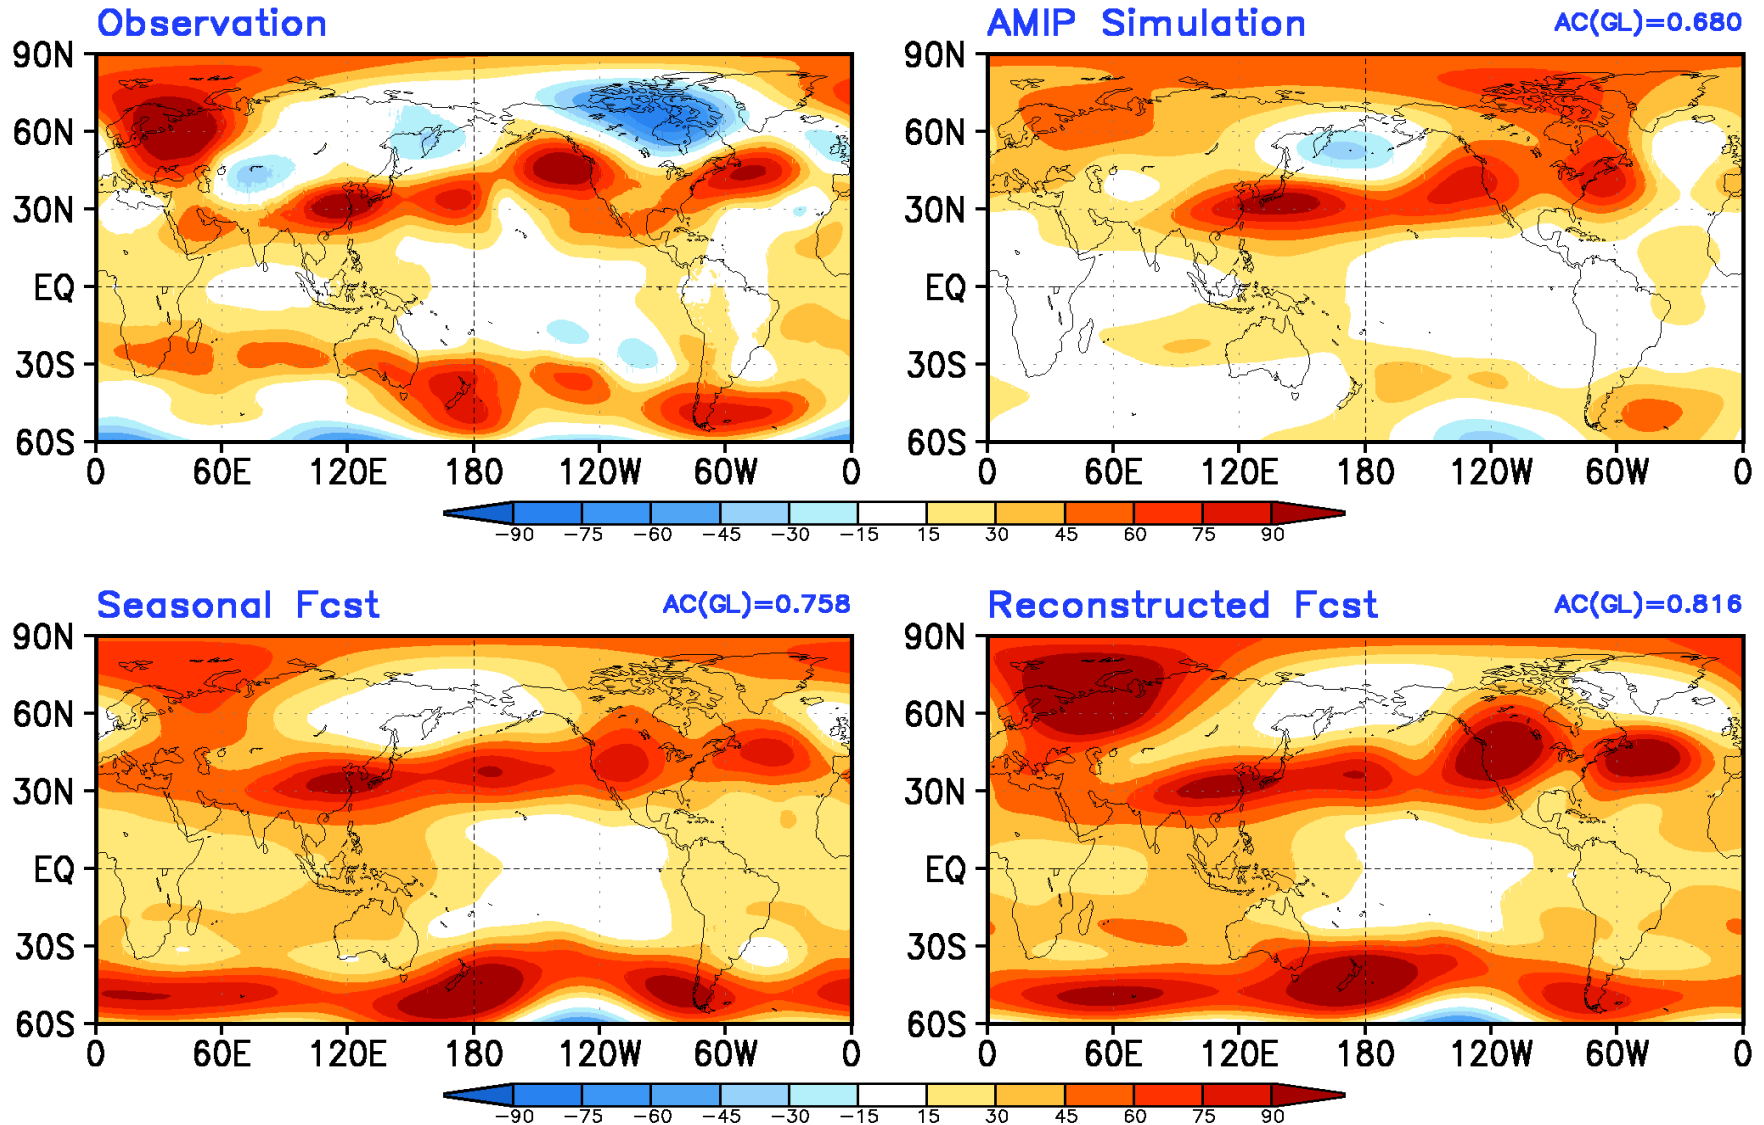 Observation
AMIP Simulation AC(GL)=0.680
90N 90N
60N 60N
30N 30N
EQ EQ
30S 30S
60S 60S
0 60E 120E 180 120W 60W 0 0 60E 120E 180 120W 60W 0
-90 -75 -60 -45 -30 -15 15 30 45 60 75 90
Seasonal Fcst AC(GL)=0.758
Reconstructed Fcst AC(GL)=0.816
90N 90N
60N 60N
30N 30N
EQ EQ
30S 30S
60S 60S
0 60E 120E 180 120W 60W 0 0 60E 120E 180 120W 60W 0
-90 -75 -60 -45 -30 -15 15 30 45 60 75 90